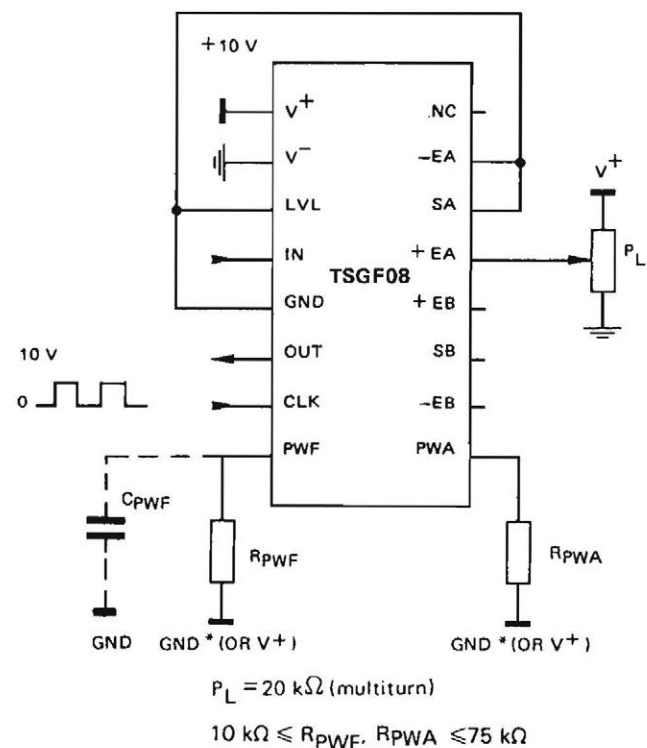 +10 V
V+
V−
LVL
IN
GND
OUT
CLK
PWF
TSGF08
NC
−EA
SA
+EA
+EB
SB
−EB
PWA
V+
PL
10 V
0
CPWF
RPWF
RPWA
GND
GND *(OR V+)
GND *(OR V+)
PL = 20 kΩ (multiturn)
10 kΩ ≤ RPWF, RPWA ≤75 kΩ